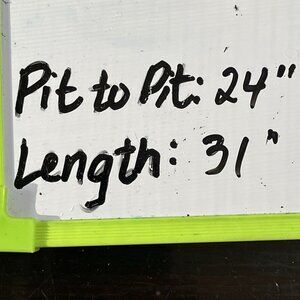 Pit to Pit: 24"
Length: 31"